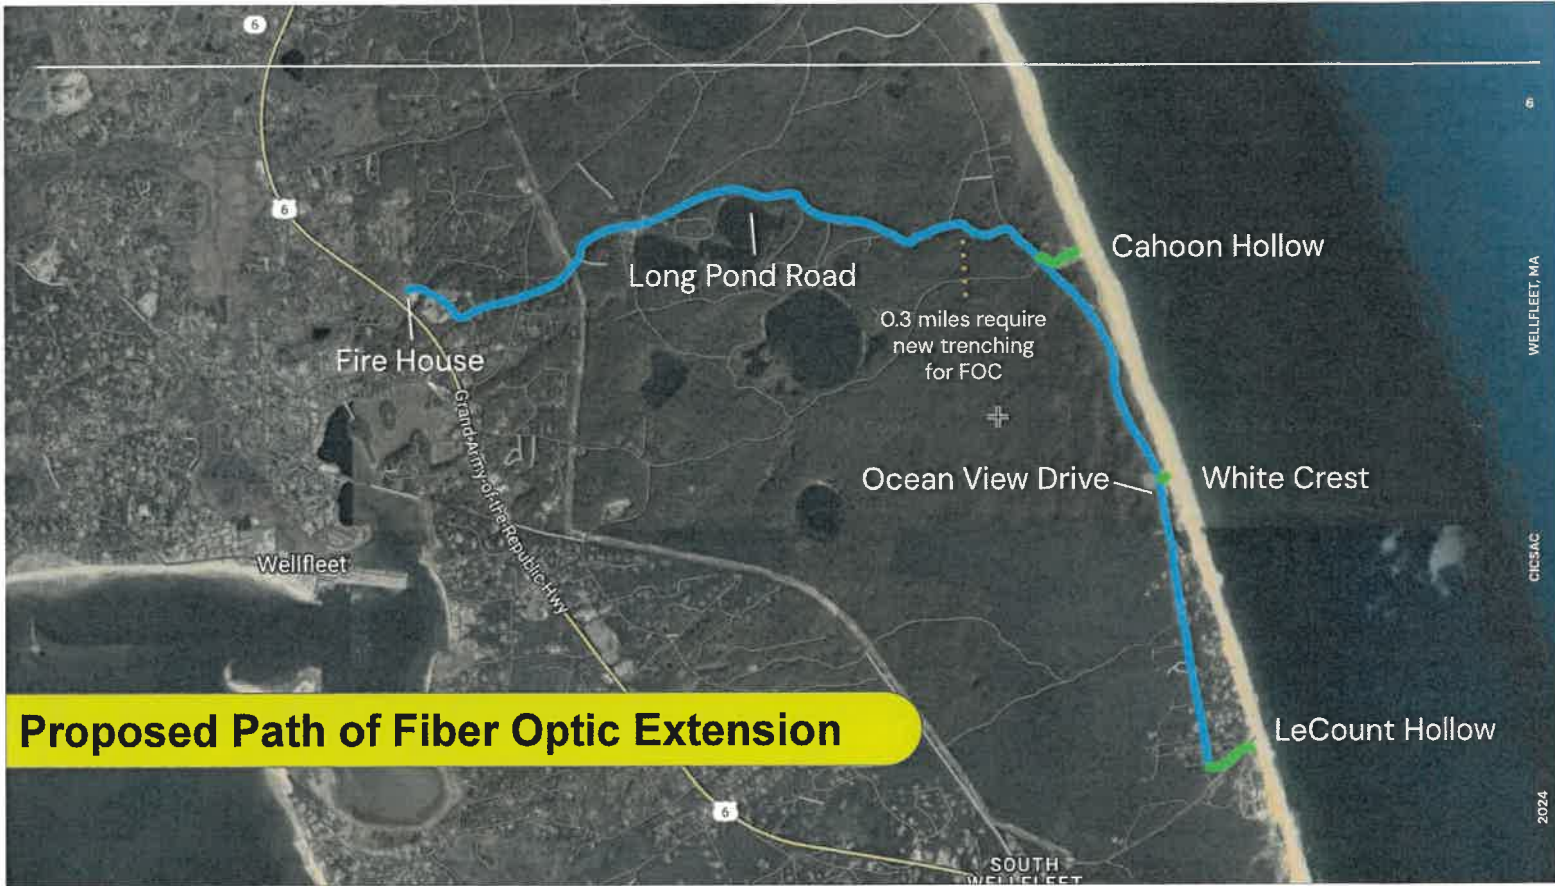 6
6
6
Cahoon Hollow
WELLFLEET, MA
Long Pond Road
0.3 miles require
new trenching
for FOC
Fire House
Grand Army of the Republic Hwy
Ocean View Drive
White Crest
Wellfleet
CICSAC
Proposed Path of Fiber Optic Extension
LeCount Hollow
2024
6
SOUTH
WELLFLEET